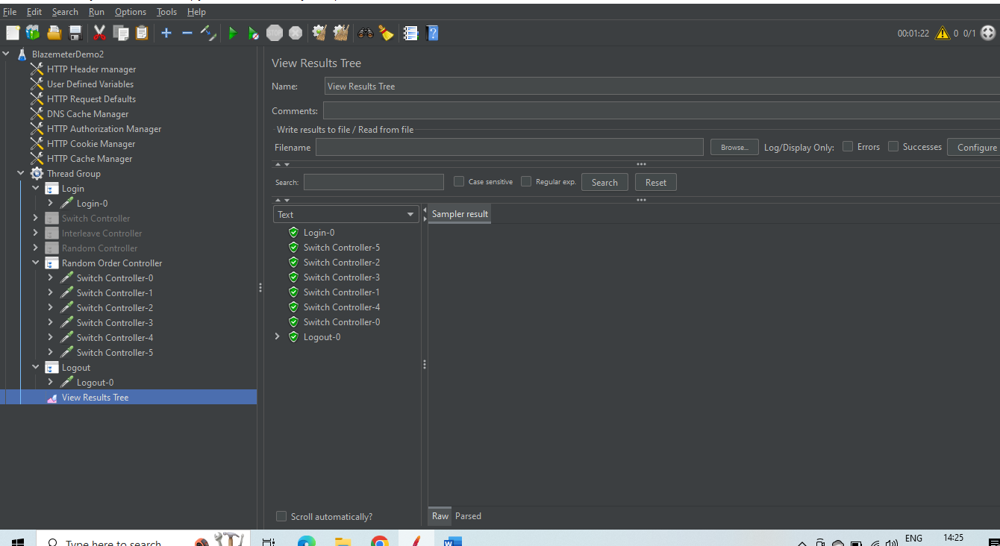 File Edit Search Run Options Tools Help
00:01:22 0 0/1
BlazemeterDemo2
HTTP Header manager
User Defined Variables
HTTP Request Defaults
DNS Cache Manager
HTTP Authorization Manager
HTTP Cookie Manager
HTTP Cache Manager
Thread Group
Login
Login-0
Switch Controller
Interleave Controller
Random Controller
Random Order Controller
Switch Controller-0
Switch Controller-1
Switch Controller-2
Switch Controller-3
Switch Controller-4
Switch Controller-5
Logout
Logout-0
View Results Tree
View Results Tree
Name: View Results Tree
Comments:
Write results to file / Read from file
Filename Browse... Log/Display Only: Errors Successes Configure
Search: Case sensitive Regular exp. Search Reset
Text
Sampler result
Login-0
Switch Controller-5
Switch Controller-2
Switch Controller-3
Switch Controller-1
Switch Controller-4
Switch Controller-0
Logout-0
Scroll automatically?
Raw Parsed
Type here to search
ENG 14:25